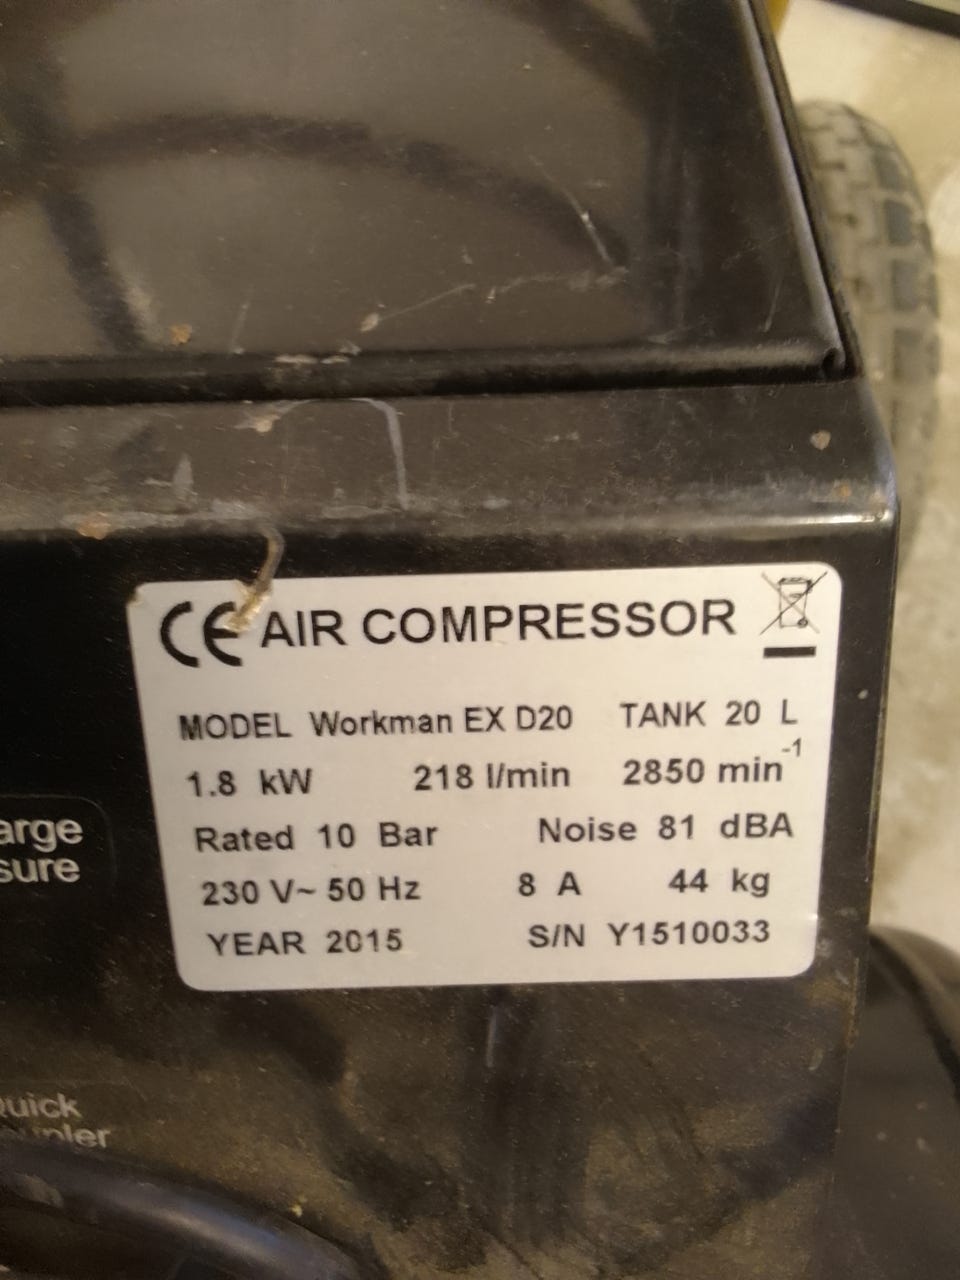 CE AIR COMPRESSOR
MODEL Workman EX D20 TANK 20 L
1.8 kW 218 l/min 2850 min-1
Rated 10 Bar Noise 81 dBA
230 V~ 50 Hz 8 A 44 kg
YEAR 2015 S/N Y1510033
arge
sure
Quick